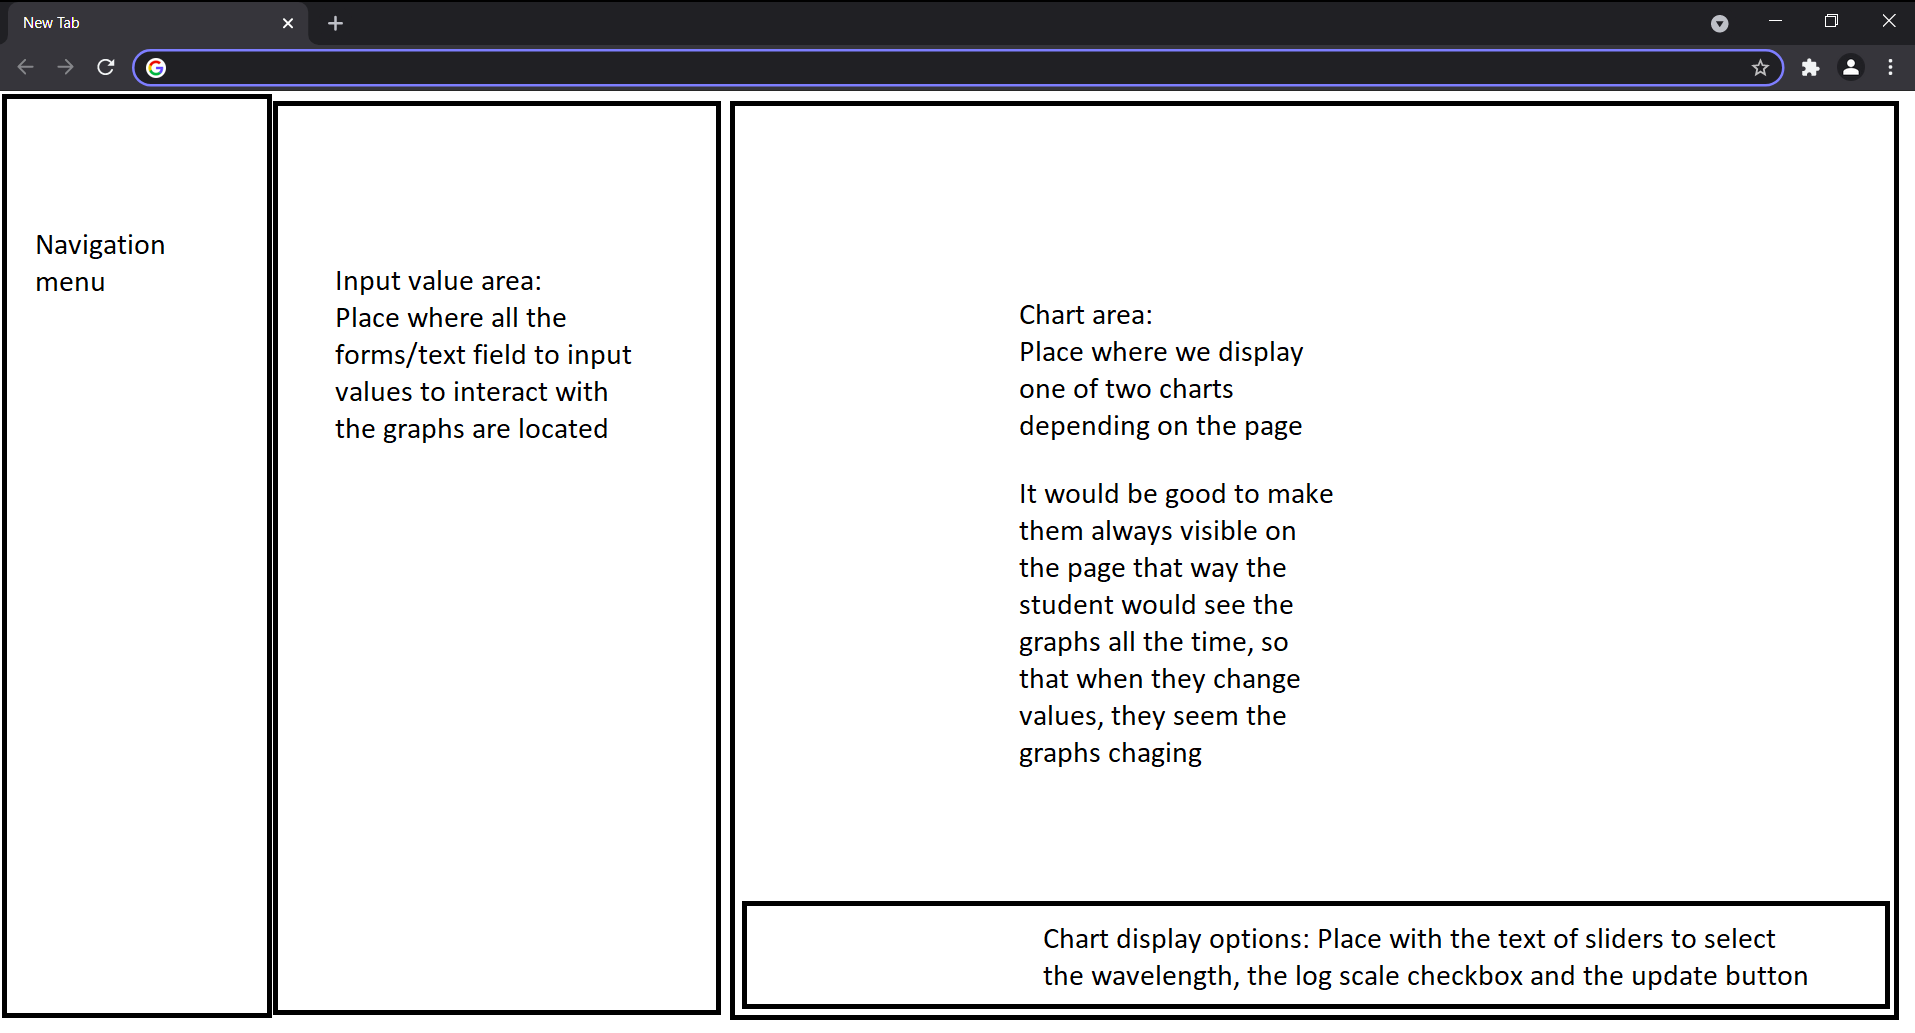 New Tab
Navigation
menu
Input value area:
Place where all the
forms/text field to input
values to interact with
the graphs are located
Chart area:
Place where we display
one of two charts
depending on the page
It would be good to make
them always visible on
the page that way the
student would see the
graphs all the time, so
that when they change
values, they seem the
graphs chaging
Chart display options: Place with the text of sliders to select
the wavelength, the log scale checkbox and the update button